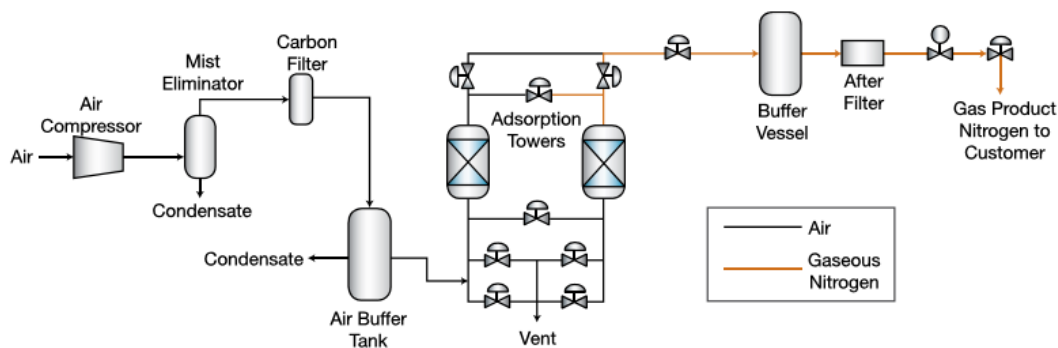 Air
Air
Compressor
Mist
Eliminator
Condensate
Carbon
Filter
Condensate
Air Buffer
Tank
Adsorption
Towers
Vent
Buffer
Vessel
After
Filter
Gas Product
Nitrogen to
Customer
Air
Gaseous
Nitrogen